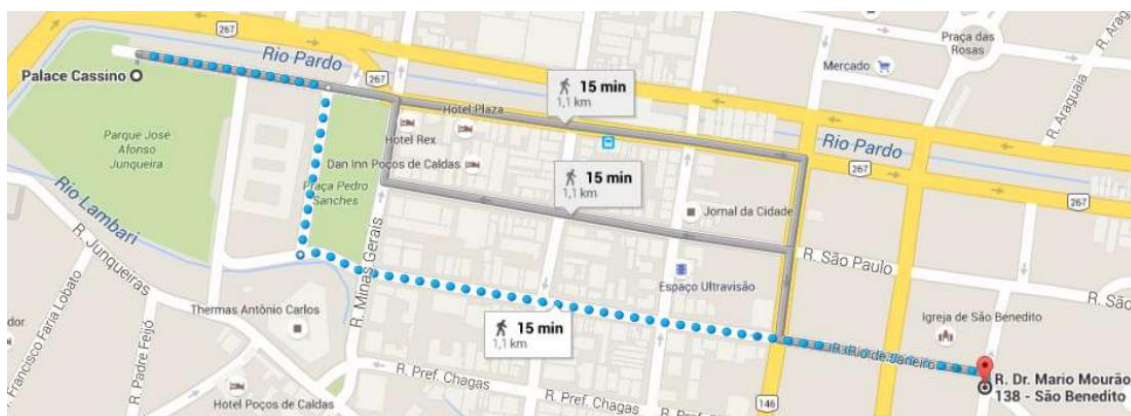 267
Rio Pardo
267
Palace Cassino
Praça das
Rosas
R. Araguaia
Mercado
15 min
1,1 km
Hotel Plaza
Hotel Rex
Parque José
Afonso
Junqueira
Dan Inn Poços de Caldas
15 min
1,1 km
Rio Pardo
267
267
Praça Pedro
Sanches
Rio Lambari
R. Junqueiras
R. Minas Gerais
Jornal da Cidade
R. São Paulo
R. São
Espaço Ultravisão
Thermas Antônio Carlos
15 min
1,1 km
Igreja de São Benedito
R. Rio de Janeiro
R. Francisco Faria Lobato
R. Padre Feijó
R. Pref. Chagas
R. Pref. Chagas
Hotel Poços de Caldas
146
R. Dr. Mario Mourão
138 - São Benedito